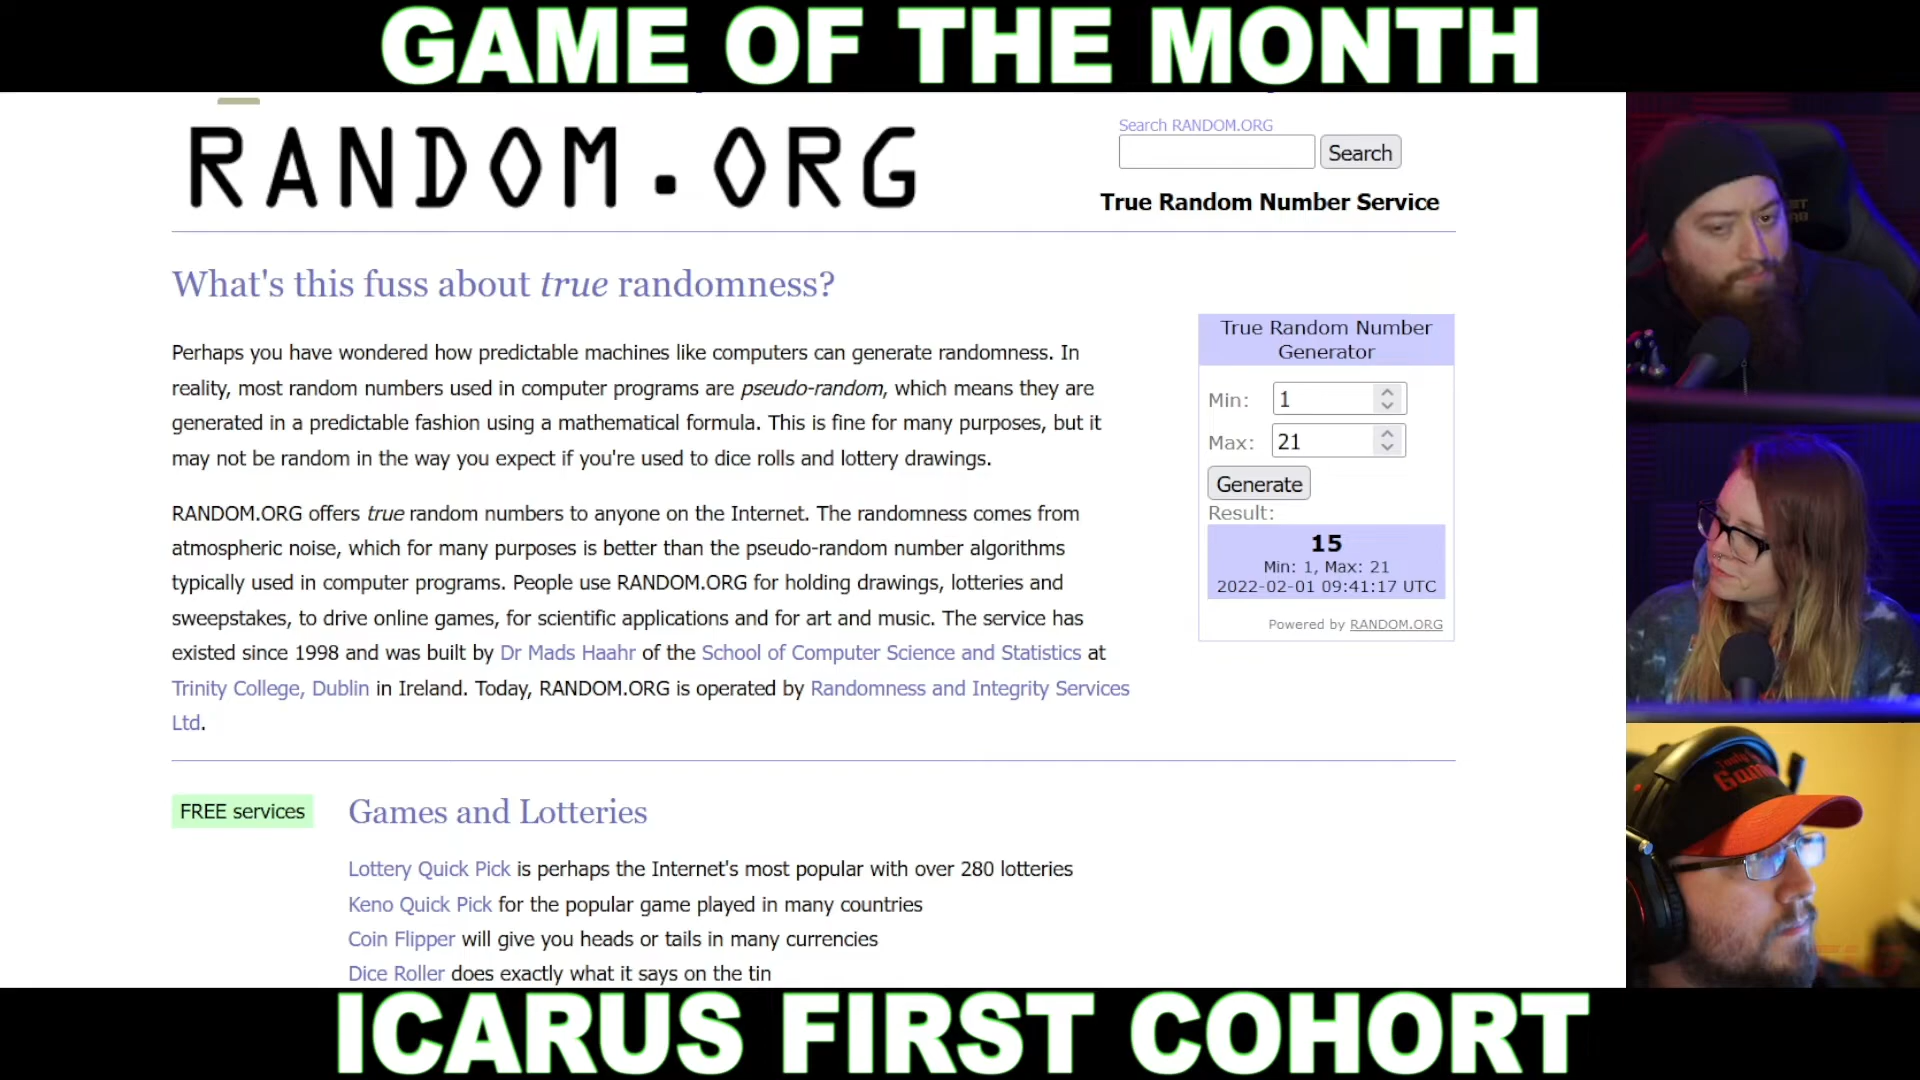 GAME OF THE MONTH
RANDOM.ORG
Search RANDOM.ORG
Search
True Random Number Service
What's this fuss about true randomness?
Perhaps you have wondered how predictable machines like computers can generate randomness. In
reality, most random numbers used in computer programs are pseudo-random, which means they are
generated in a predictable fashion using a mathematical formula. This is fine for many purposes, but it
may not be random in the way you expect if you're used to dice rolls and lottery drawings.
RANDOM.ORG offers true random numbers to anyone on the Internet. The randomness comes from
atmospheric noise, which for many purposes is better than the pseudo-random number algorithms
typically used in computer programs. People use RANDOM.ORG for holding drawings, lotteries and
sweepstakes, to drive online games, for scientific applications and for art and music. The service has
existed since 1998 and was built by Dr Mads Haahr of the School of Computer Science and Statistics at
Trinity College, Dublin in Ireland. Today, RANDOM.ORG is operated by Randomness and Integrity Services
Ltd.
True Random Number
Generator
Min: 1
Max: 21
Generate
Result:
15
Min: 1, Max: 21
2022-02-01 09:41:17 UTC
Powered by RANDOM.ORG
FREE services
Games and Lotteries
Lottery Quick Pick is perhaps the Internet's most popular with over 280 lotteries
Keno Quick Pick for the popular game played in many countries
Coin Flipper will give you heads or tails in many currencies
Dice Roller does exactly what it says on the tin
ICARUS FIRST COHORT